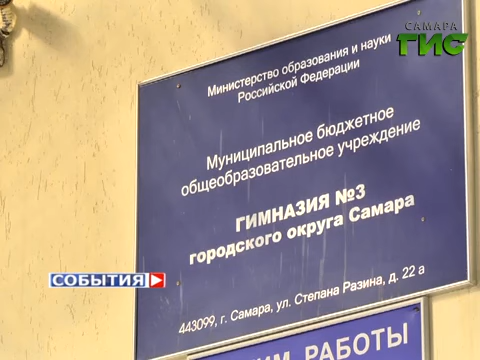 САМАРА
ГИС
Министерство образования и науки
Российской Федерации
Муниципальное бюджетное
общеобразовательное учреждение
ГИМНАЗИЯ №3
городского округа Самара
СОБЫТИЯ
443099, г. Самара, ул. Степана Разина, д. 22 а
РАБОТЫ